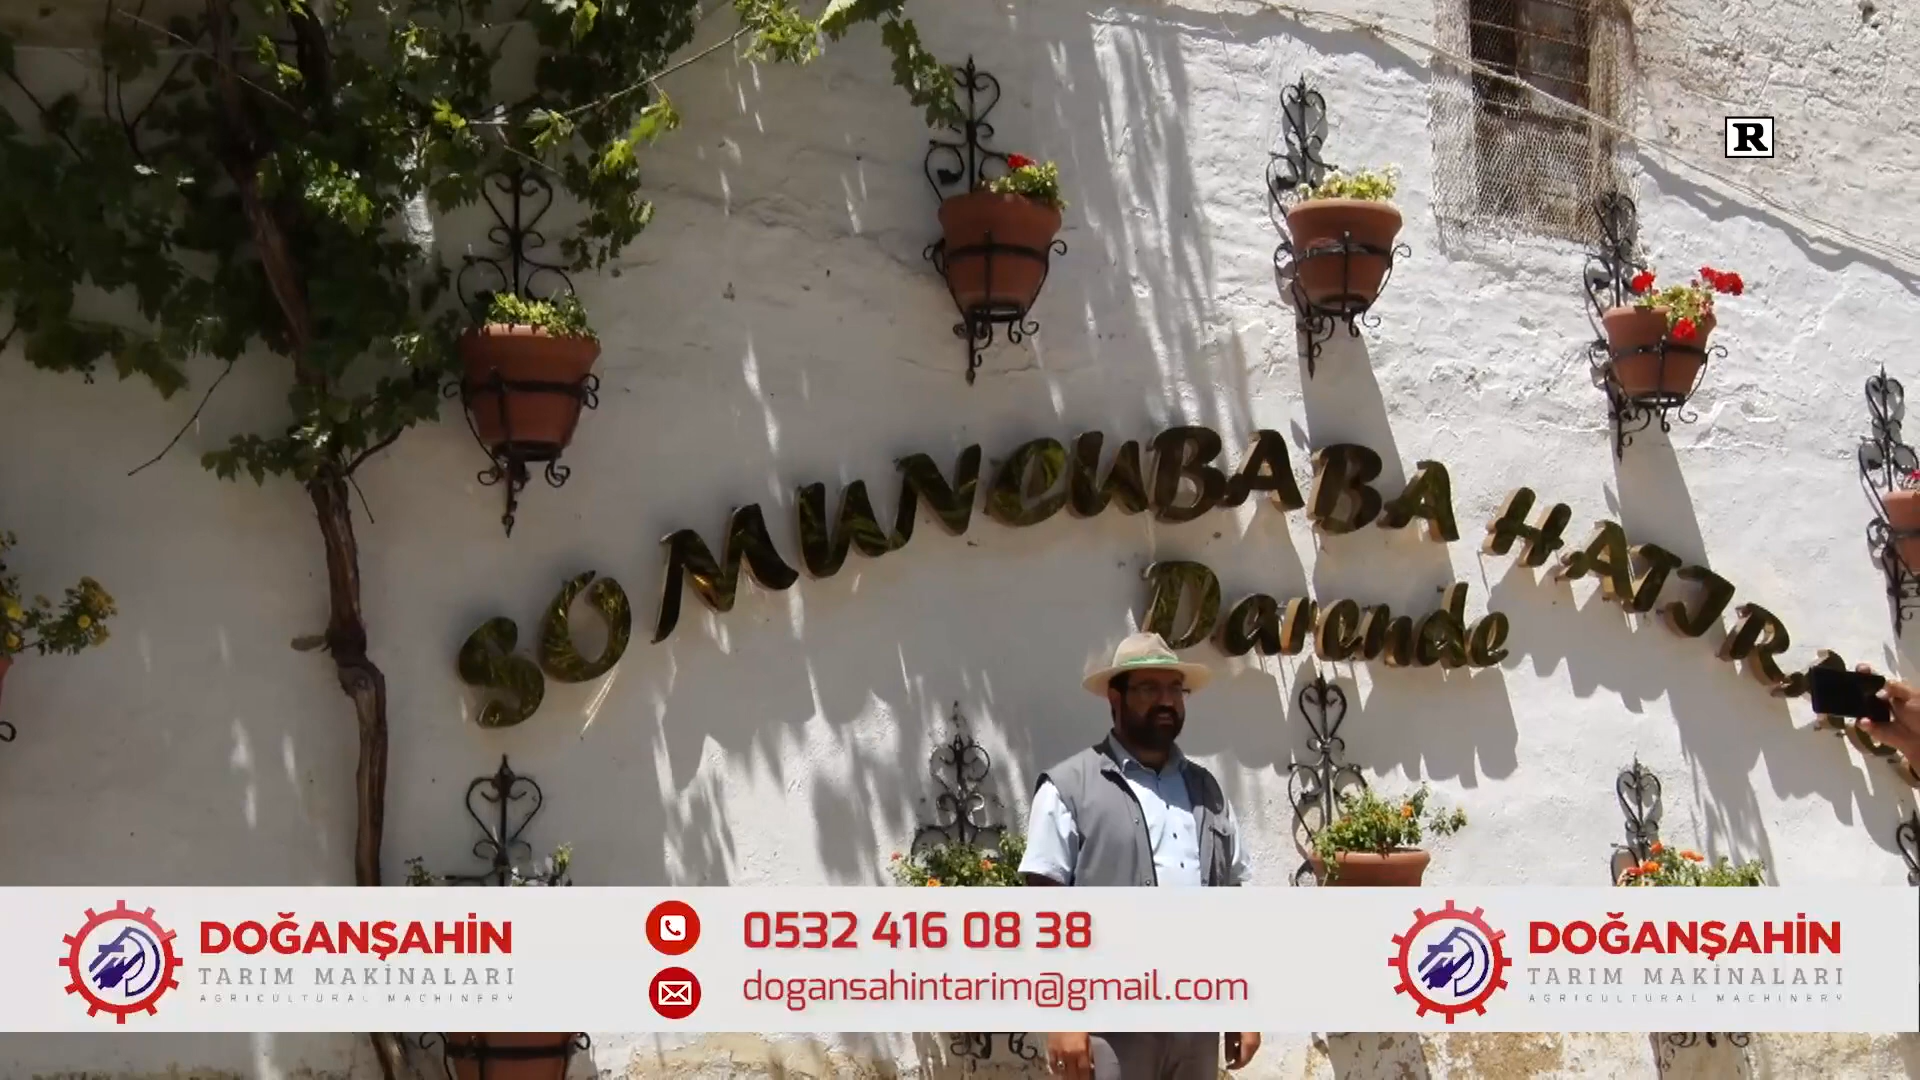 R
SOMUNCUBABA HATIR
Darende
DOĞANŞAHİN
TARIM MAKİNALARI
AGRICULTURAL MACHINERY
0532 416 08 38
dogansahintarim@gmail.com
DOĞANŞAHİN
TARIM MAKİNALARI
AGRICULTURAL MACHINERY